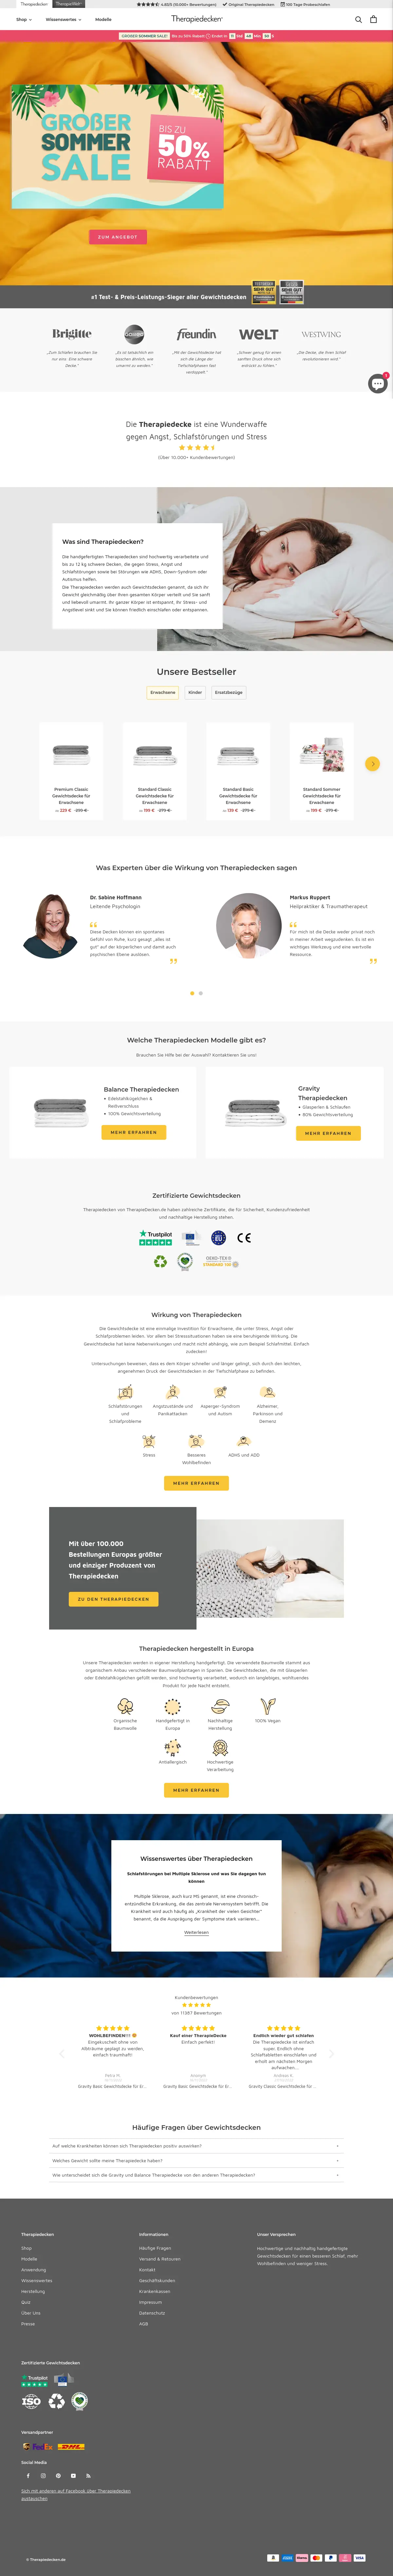 Therapiedecken
4.83/5 (10.000+ Bewertungen)
Original Therapiedecken
100 Tage Probeschlafen
Shop
Wissenswertes
Modelle
Therapiedecken
GROßER SOMMER SALE!
Bis zu 50% Rabatt
GROßER
SOMMER
SALE
BIS ZU
50%
RABATT
ZUM ANGEBOT
#1 Test- & Preis-Leistungs-Sieger aller Gewichtsdecken
SEHR GUT
SEHR GUT
Brigitte
freundin
WELT
WESTWING
„Zum Schlafen brauchen Sie
nur eins: Eine schwere
Decke."
„Es ist tatsächlich ein
bisschen ähnlich, wie
umarmt zu werden."
„Mit der Gewichtsdecke hat
sich die Länge der
Tiefschlafphasen fast
verdoppelt."
„Schwer genug für einen
sanften Druck ohne sich
erdrückt zu fühlen."
„Die Decke, die Ihren Schlaf
revolutionieren wird."
1
Die Therapiedecke ist eine Wunderwaffe
gegen Angst, Schlafstörungen und Stress
(Über 10.000+ Kundenbewertungen)
Was sind Therapiedecken?
Die handgefertigten Therapiedecken sind hochwertig verarbeitete und
bis zu 12 kg schwere Decken, die gegen Stress, Angst und
Schlafstörungen sowie bei Störungen wie ADHS, Down-Syndrom oder
Autismus helfen.
Die Therapiedecken werden auch Gewichtsdecken genannt, da sich ihr
Gewicht gleichmäßig über Ihren gesamten Körper verteilt und Sie sanft
und liebevoll umarmt. Ihr ganzer Körper ist entspannt, Ihr Stress- und
Angstlevel sinkt und Sie können friedlich einschlafen oder entspannen.
Unsere Bestseller
Erwachsene
Kinder
Ersatzbezüge
Premium Classic
Gewichtsdecke für
Erwachsene
Standard Classic
Gewichtsdecke für
Erwachsene
Standard Basic
Gewichtsdecke für
Erwachsene
Standard Sommer
Gewichtsdecke für
Erwachsene
Was Experten über die Wirkung von Therapiedecken sagen
Dr. Sabine Hoffmann
Leitende Psychologin
Diese Decken können ein spontanes
Gefühl von Ruhe, kurz gesagt „alles ist
gut" auf der körperlichen und damit auch
psychischen Ebene auslösen.
Markus Ruppert
Heilpraktiker & Traumatherapeut
Für mich ist die Decke weder privat noch
in meiner Arbeit wegzudenken. Es ist ein
wichtiges Werkzeug und eine wertvolle
Ressource.
Welche Therapiedecken Modelle gibt es?
Brauchen Sie Hilfe bei der Auswahl? Kontaktieren Sie uns!
Balance Therapiedecken
Edelstahlkügelchen &
Reißverschluss
100% Gewichtsverteilung
MEHR ERFAHREN
Gravity
Therapiedecken
Glasperlen & Schlaufen
80% Gewichtsverteilung
MEHR ERFAHREN
Zertifizierte Gewichtsdecken
Therapiedecken von TherapieDecken.de haben zahlreiche Zertifikate, die für Sicherheit, Kundenzufriedenheit
und nachhaltige Herstellung stehen.
Trustpilot
EU
CE
OEKO-TEX®
STANDARD 100
Wirkung von Therapiedecken
Die Gewichtsdecke ist eine einmalige Investition für Erwachsene, die unter Stress, Angst oder
Schlafproblemen leiden. Vor allem bei Stresssituationen haben sie eine beruhigende Wirkung. Die
Gewichtsdecke hat keine Nebenwirkungen und mehr macht nicht abhängig, wie zum Beispiel Schlafmittel. Einfach
zudecken!
Untersuchungen beweisen, dass es dem Körper schneller und länger gelingt, sich durch den leichten,
angenehmen Druck der Gewichtsdecken in der Tiefschlafphase zu befinden.
Schlafstörungen
und
Schlafprobleme
Angstzustände und
Panikattacken
Asperger-Syndrom
und Autism
Alzheimer,
Parkinson und
Demenz
Stress
Besseres
Wohlbefinden
ADHS und ADD
MEHR ERFAHREN
Mit über 100.000
Bestellungen Europas größter
und einziger Produzent von
Therapiedecken
ZU DEN THERAPIEDECKEN
Therapiedecken hergestellt in Europa
Unsere Therapiedecken werden in eigener Herstellung handgefertigt. Die verwendete Baumwolle stammt aus
organischem Anbau verschiedener Baumwollplantagen in Spanien. Die Gewichtsdecken, die mit Glasperlen
oder Edelstahlkügelchen gefüllt werden, sind hochwertig verarbeitet, wodurch ein langlebiges, wohltuendes
Produkt für jede Nacht entsteht.
Organische
Baumwolle
Handgefertigt in
Europa
Nachhaltige
Herstellung
100% Vegan
Antiallergisch
Hochwertige
Verarbeitung
MEHR ERFAHREN
Wissenswertes über Therapiedecken
Schlafstörungen bei Multiple Sklerose und was Sie dagegen tun
können
Multiple Sklerose, auch kurz MS genannt, ist eine chronisch-
entzündliche Erkrankung, die das zentrale Nervensystem betrifft. Die
Krankheit wird auch häufig als „Krankheit der vielen Gesichter"
benannt, da die Ausprägung der Symptome stark variieren...
Weiterlesen
Kundenbewertungen
von 11387 Bewertungen
WOHLBEFINDEN!!!
Eingekuschelt ohne von
Albträume geplagt zu werden,
einfach traumhaft!
Petra M.
Gravity Basic Gewichtsdecke für Er...
Kauf einer TherapieDecke
Einfach perfekt!
Gravity Basic Gewichtsdecke für Er...
Endlich wieder gut schlafen
Die Therapiedecke ist einfach
super. Endlich ohne
Schlaftabletten einschlafen und
erholt am nächsten Morgen
aufwachen...
Andreas K.
Gravity Classic Gewichtsdecke für ...
Häufige Fragen über Gewichtsdecken
Auf welche Krankheiten können sich Therapiedecken positiv auswirken?
Welches Gewicht sollte meine Therapiedecke haben?
Wie unterscheidet sich die Gravity und Balance Therapiedecke von den anderen Therapiedecken?
Therapiedecken
Shop
Modelle
Anwendung
Wissenswertes
Herstellung
Quiz
Über Uns
Presse
Informationen
Häufige Fragen
Versand & Retouren
Kontakt
Geschäftskunden
Krankenkassen
Impressum
Datenschutz
AGB
Unser Versprechen
Hochwertige und nachhaltig handgefertigte
Gewichtsdecken für einen besseren Schlaf, mehr
Wohlbefinden und weniger Stress.
Zertifizierte Gewichtsdecken
Trustpilot
ISO
Versandpartner
FedEx
DHL
Social Media
Sich mit anderen auf Facebook über Therapiedecken
austauschen
© Therapiedecken.de
VISA